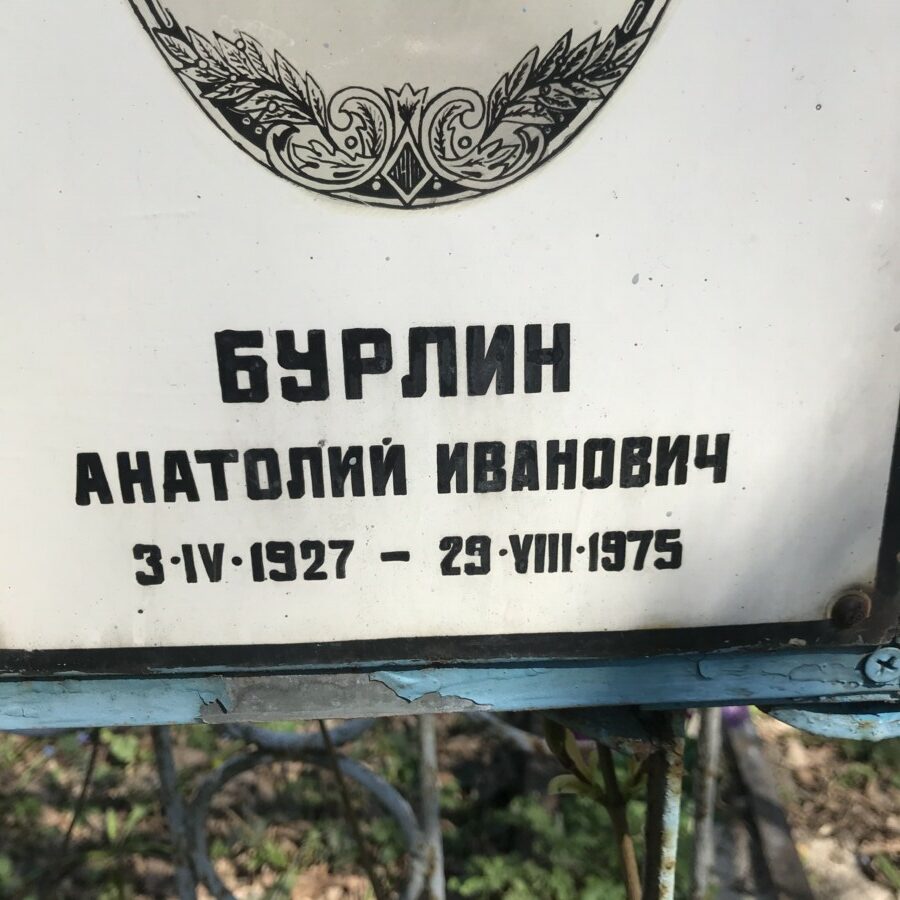 БУРЛИН
АНАТОЛИЙ ИВАНОВИЧ
3·IV·1927 – 29·VIII·1975